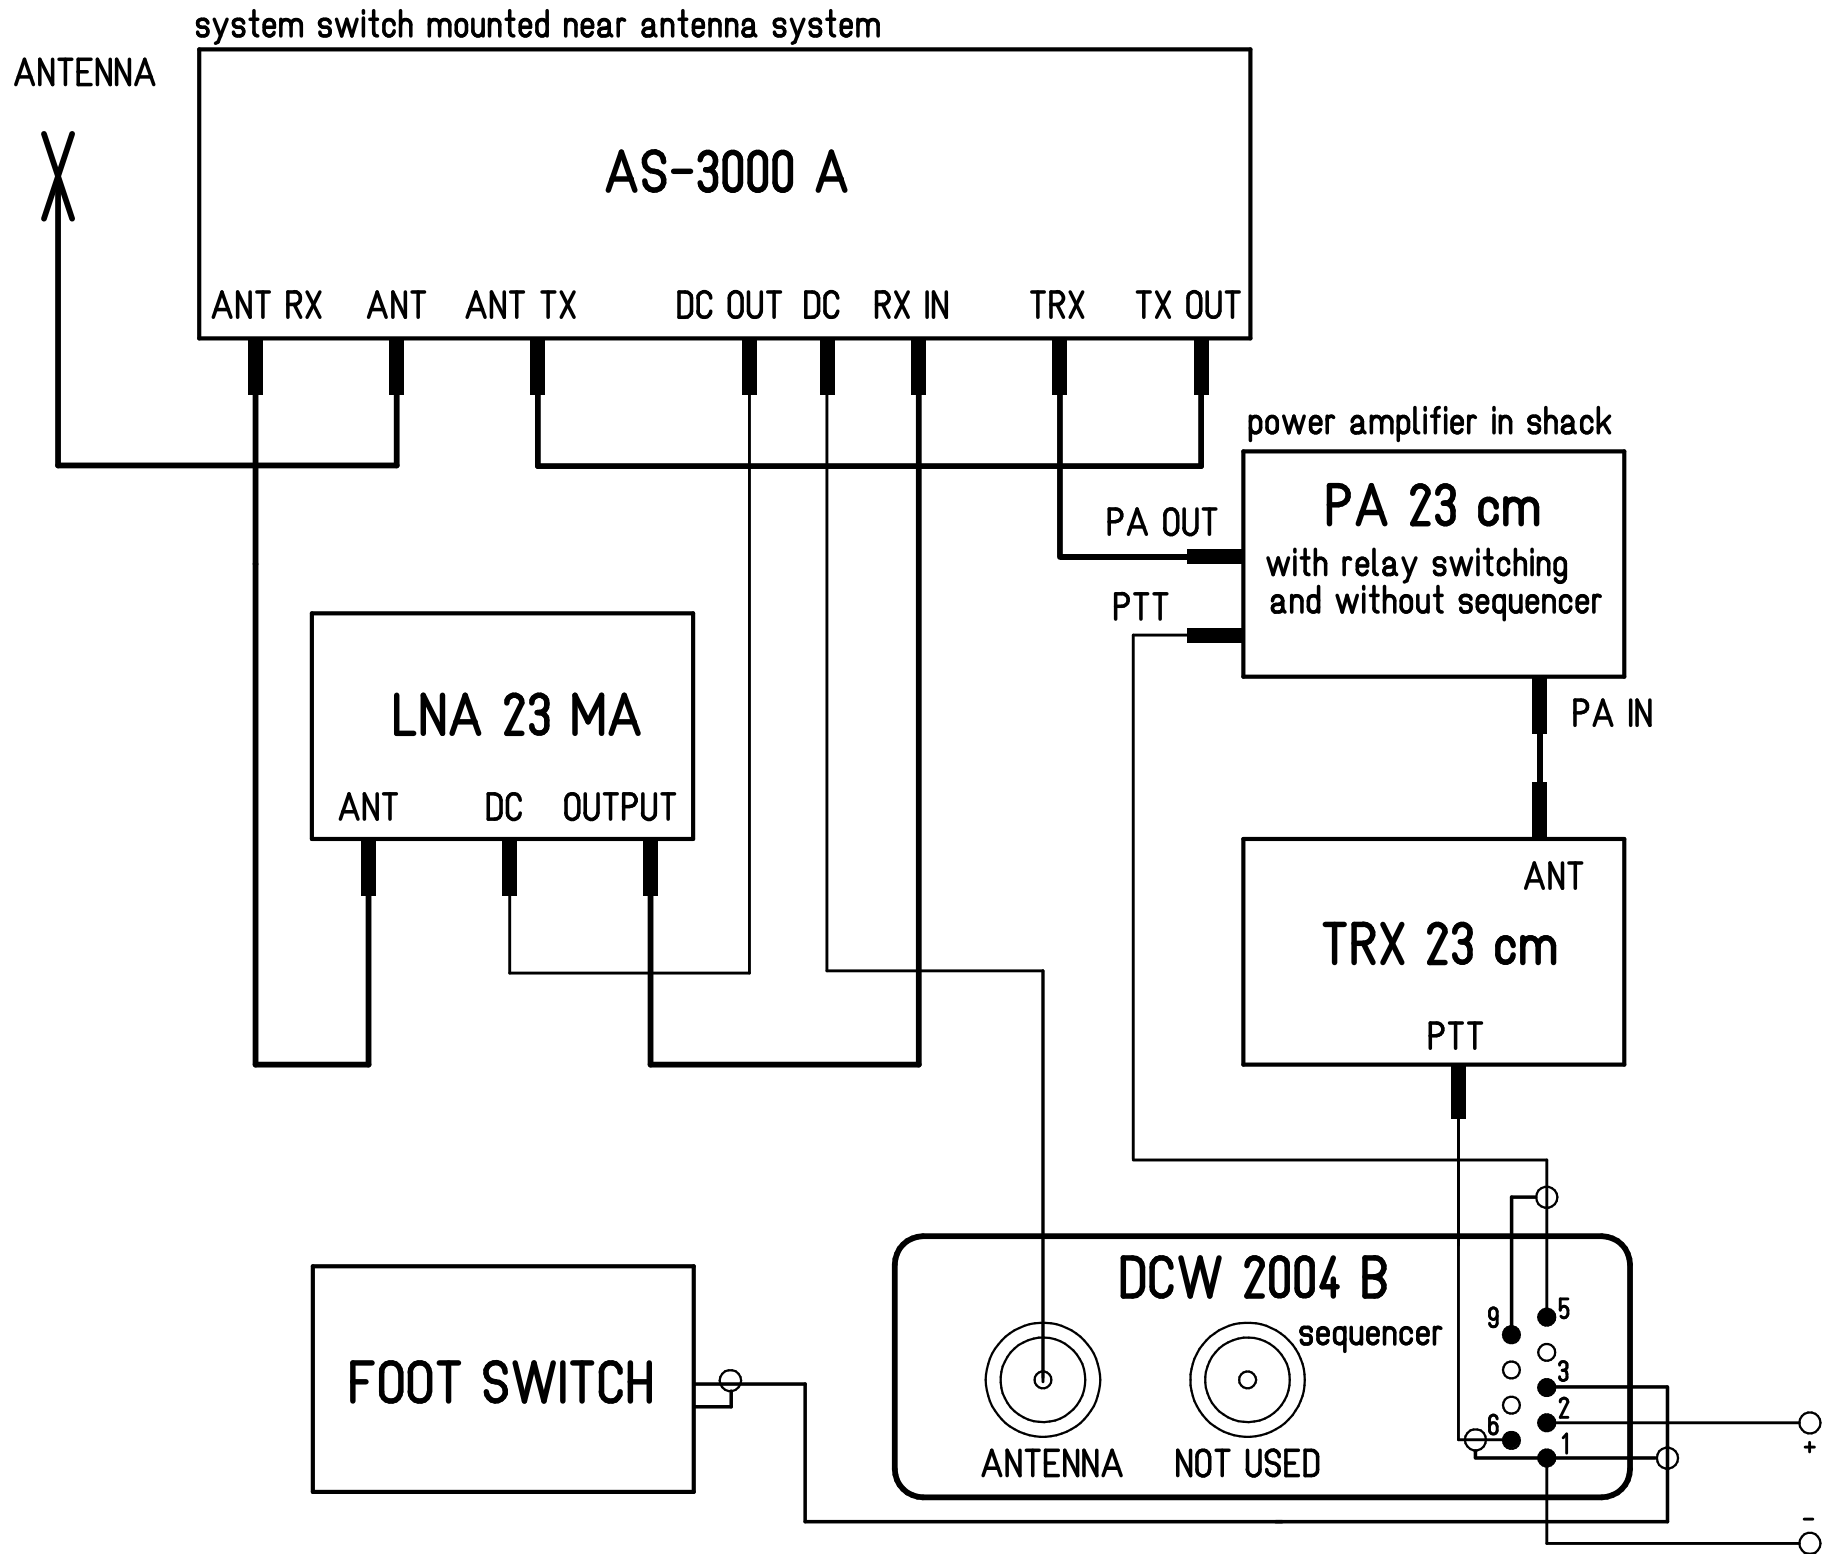 system switch mounted near antenna system
ANTENNA
AS-3000 A
ANT RX ANT ANT TX DC OUT DC RX IN TRX TX OUT
power amplifier in shack
PA 23 cm
with relay switching
and without sequencer
PA OUT
PTT
PA IN
LNA 23 MA
ANT DC OUTPUT
ANT
TRX 23 cm
PTT
DCW 2004 B
sequencer
ANTENNA NOT USED
9 5
3
6 2
1
+
-
FOOT SWITCH